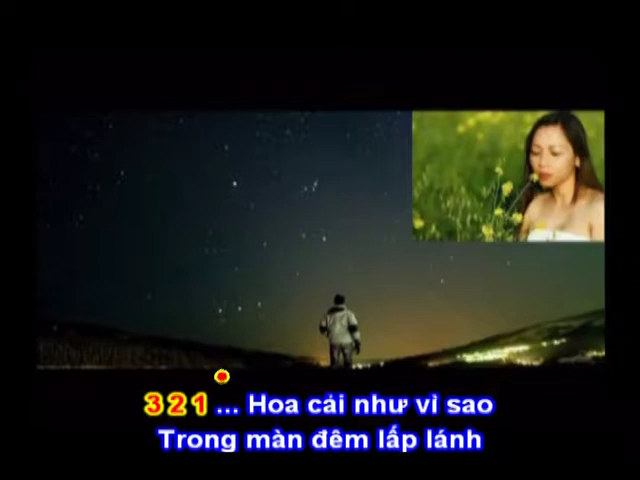 3 2 1 ... Hoa cải như vì sao
Trong màn đêm lấp lánh